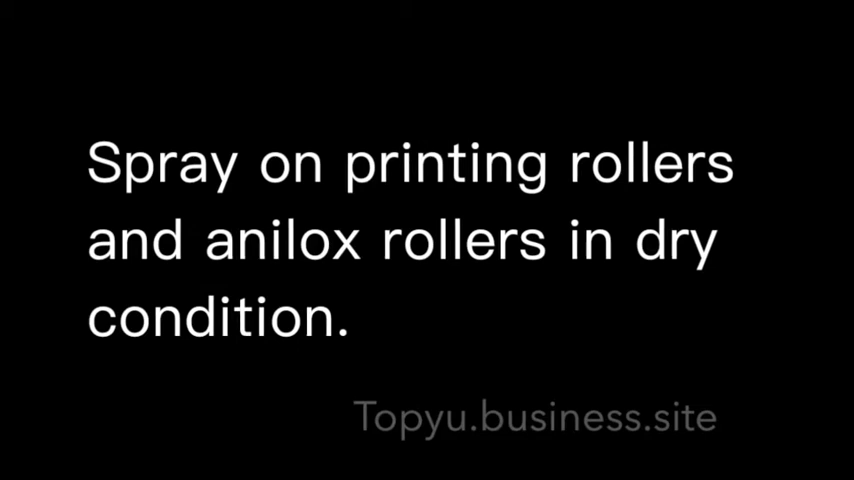 Spray on printing rollers
and anilox rollers in dry
condition.
Topyu.business.site